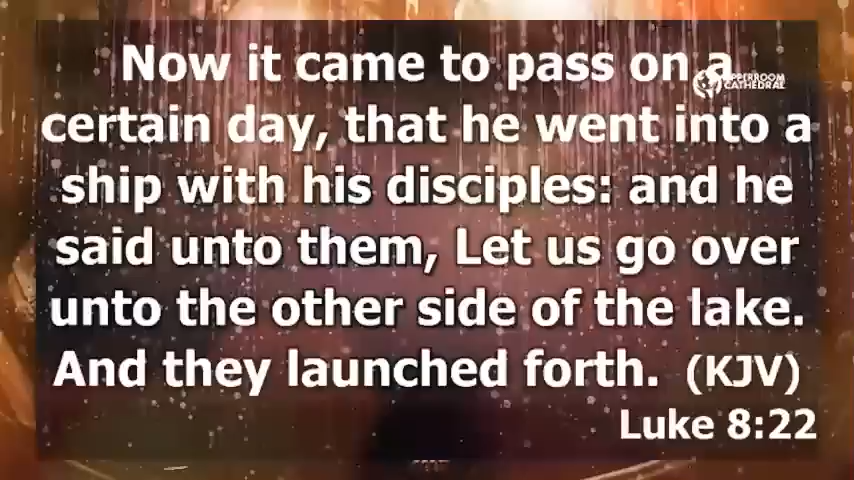 Now it came to pass on a
certain day, that he went into a
ship with his disciples: and he
said unto them, Let us go over
unto the other side of the lake.
And they launched forth. (KJV)
Luke 8:22
UPPERROOM
CATHEDRAL